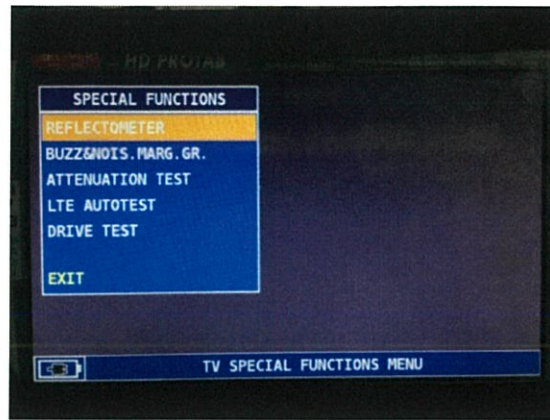 HD PROTAB
SPECIAL FUNCTIONS
REFLECTOMETER
BUZZ&NOIS.MARG.GR.
ATTENUATION TEST
LTE AUTOTEST
DRIVE TEST
EXIT
TV SPECIAL FUNCTIONS MENU